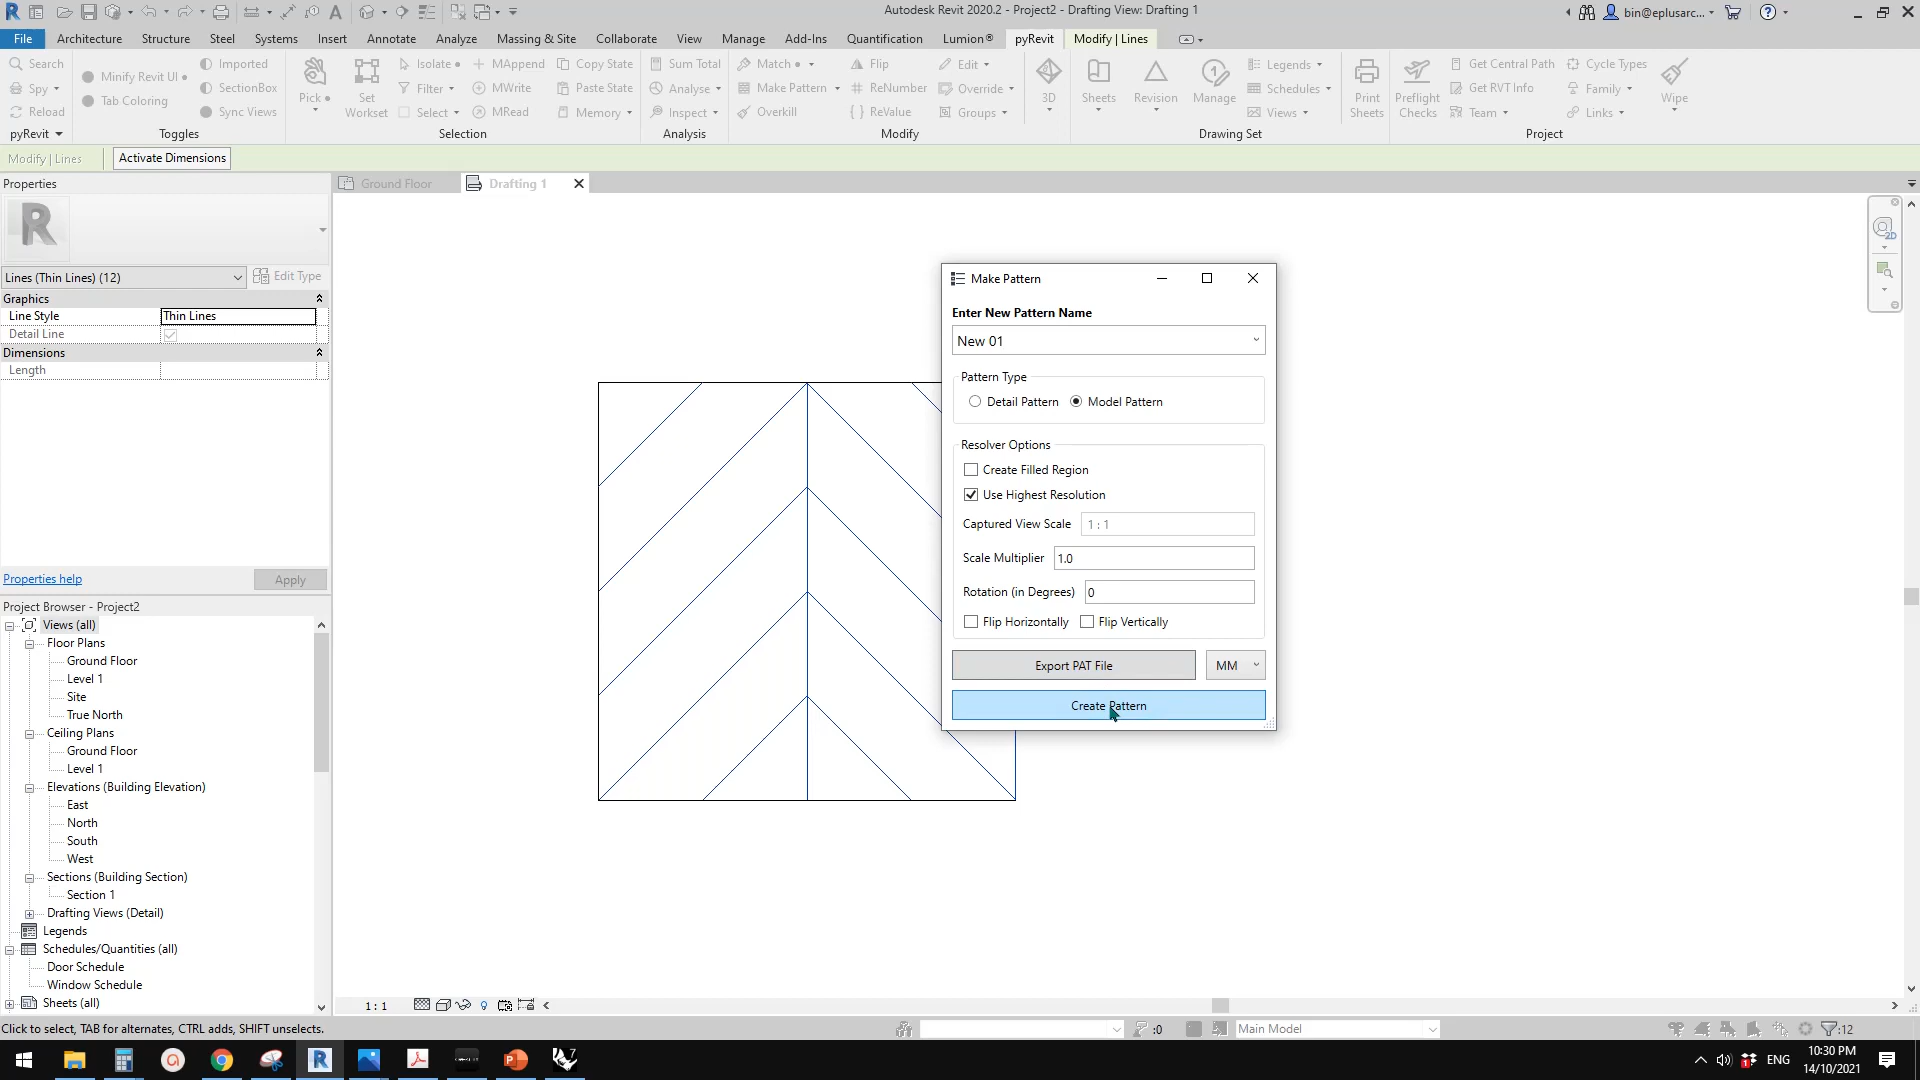 Autodesk Revit 2020.2 - Project2 - Drafting View: Drafting 1
bin@eplusarc...
File Architecture Structure Steel Systems Insert Annotate Analyze Massing & Site Collaborate View Manage Add-Ins Quantification Lumion® pyRevit Modify | Lines
Search Minify Revit UI Imported Isolate MAppend Copy State Sum Total Match Flip Edit Legends Get Central Path Cycle Types
Spy Tab Coloring SectionBox Pick Set Filter MWrite Paste State Analyse Make Pattern ReNumber Override 3D Sheets Revision Manage Schedules Print Preflight Get RVT Info Family Wipe
Reload Sync Views Workset Select MRead Memory Inspect Overkill ReValue Groups Views Sheets Checks Team Links
pyRevit Toggles Selection Analysis Modify Drawing Set Project
Modify | Lines Activate Dimensions
Properties Ground Floor Drafting 1
R
Lines (Thin Lines) (12) Edit Type
Graphics
Line Style Thin Lines
Detail Line
Dimensions
Length
Properties help Apply
Project Browser - Project2
Views (all)
Floor Plans
Ground Floor
Level 1
Site
True North
Ceiling Plans
Ground Floor
Level 1
Elevations (Building Elevation)
East
North
South
West
Sections (Building Section)
Section 1
Drafting Views (Detail)
Legends
Schedules/Quantities (all)
Door Schedule
Window Schedule
Sheets (all)
Make Pattern
Enter New Pattern Name
New 01
Pattern Type
Detail Pattern Model Pattern
Resolver Options
Create Filled Region
Use Highest Resolution
Captured View Scale 1 : 1
Scale Multiplier 1.0
Rotation (in Degrees) 0
Flip Horizontally Flip Vertically
Export PAT File MM
Create Pattern
2D
1 : 1
Click to select, TAB for alternates, CTRL adds, SHIFT unselects. :0 Main Model :12
ENG 10:30 PM
14/10/2021